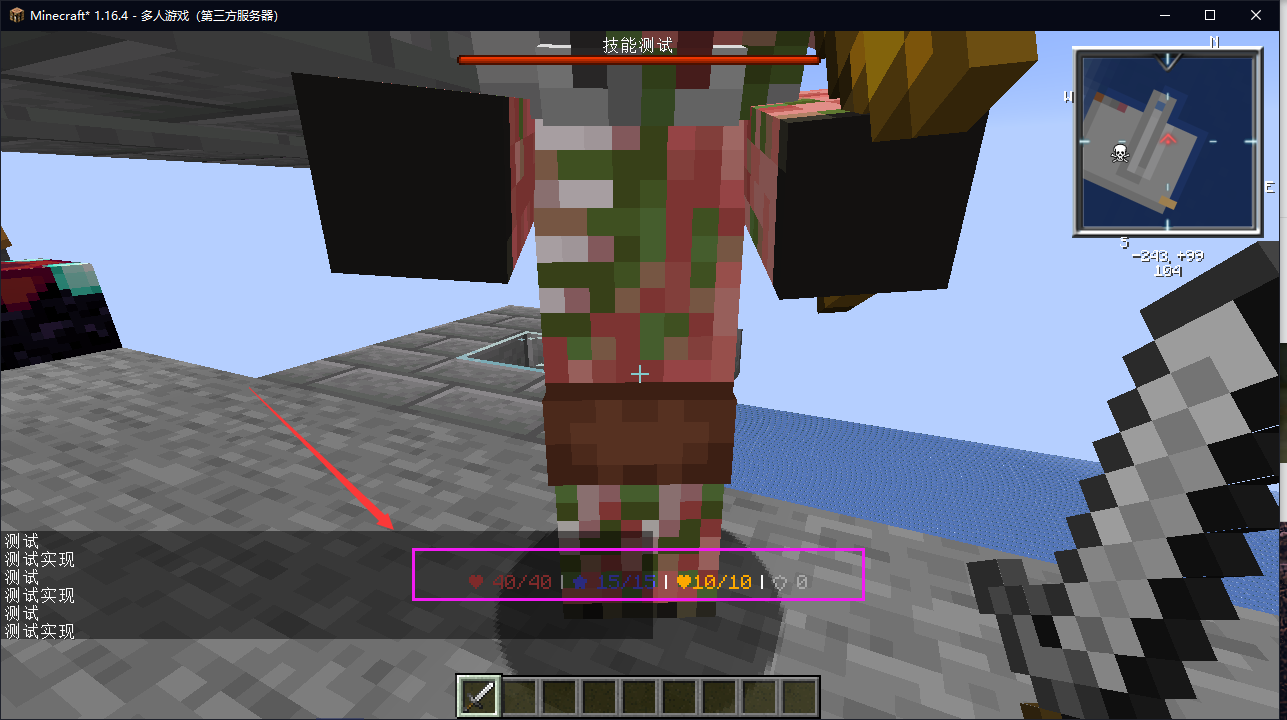 Minecraft* 1.16.4 - 多人游戏（第三方服务器）
技能测试
N
W
E
S
-243, +99
104
测试
测试实现
测试
测试实现
测试
测试实现
40/40 | 15/15 | 10/10 | 0